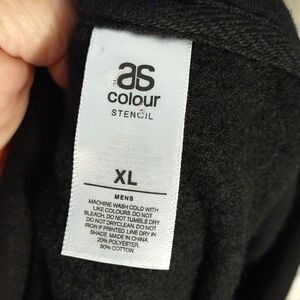 as
colour
STENCIL
XL
MENS
MACHINE WASH COLD WITH
LIKE COLOURS. DO NOT
BLEACH. DO NOT TUMBLE DRY
DO NOT DRYCLEAN. DO NOT
IRON IF PRINTED. LINE DRY IN
SHADE. MADE IN CHINA
20% POLYESTER
80% COTTON